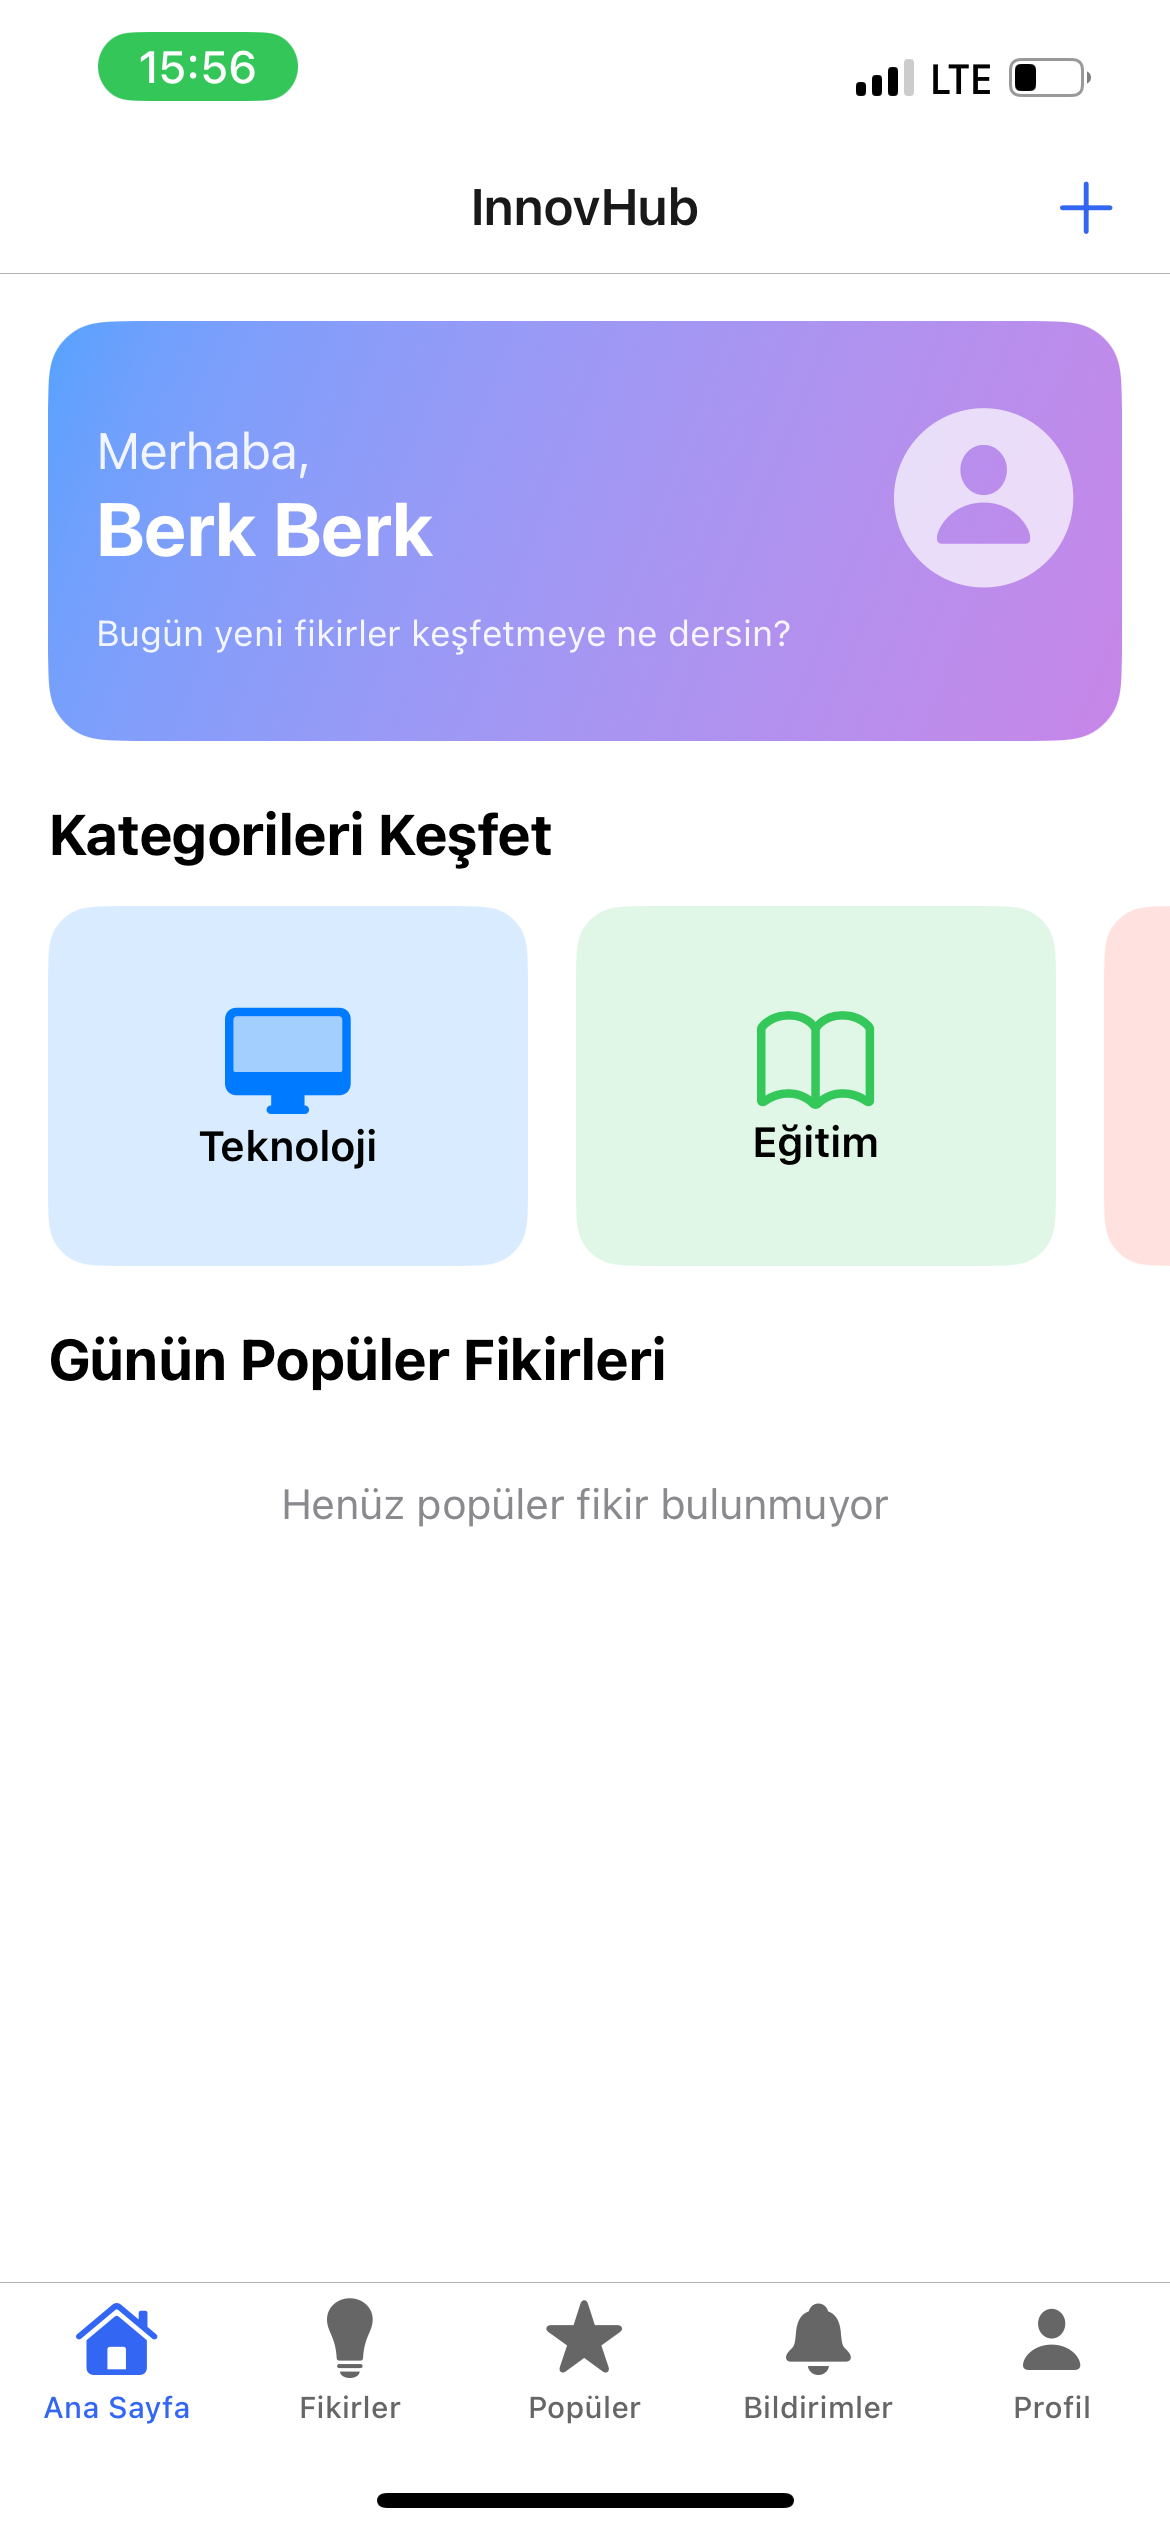 15:56
LTE
InnovHub
Merhaba,
Berk Berk
Bugün yeni fikirler keşfetmeye ne dersin?
Kategorileri Keşfet
Teknoloji
Eğitim
Günün Popüler Fikirleri
Henüz popüler fikir bulunmuyor
Ana Sayfa
Fikirler
Popüler
Bildirimler
Profil